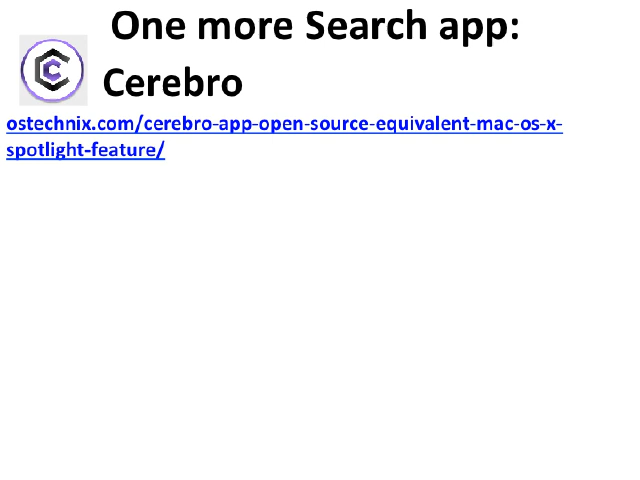 One more Search app:
Cerebro
ostechnix.com/cerebro-app-open-source-equivalent-mac-os-x-
spotlight-feature/